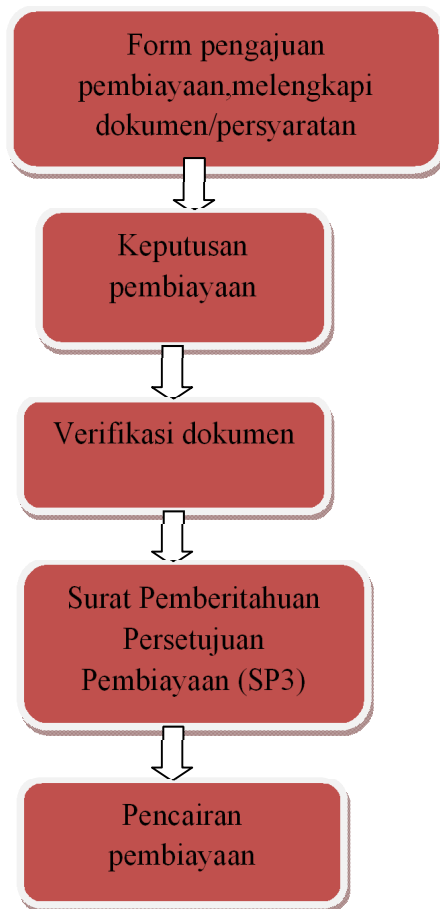 Form pengajuan
pembiayaan,melengkapi
dokumen/persyaratan
Keputusan
pembiayaan
Verifikasi dokumen
Surat Pemberitahuan
Persetujuan
Pembiayaan (SP3)
Pencairan
pembiayaan